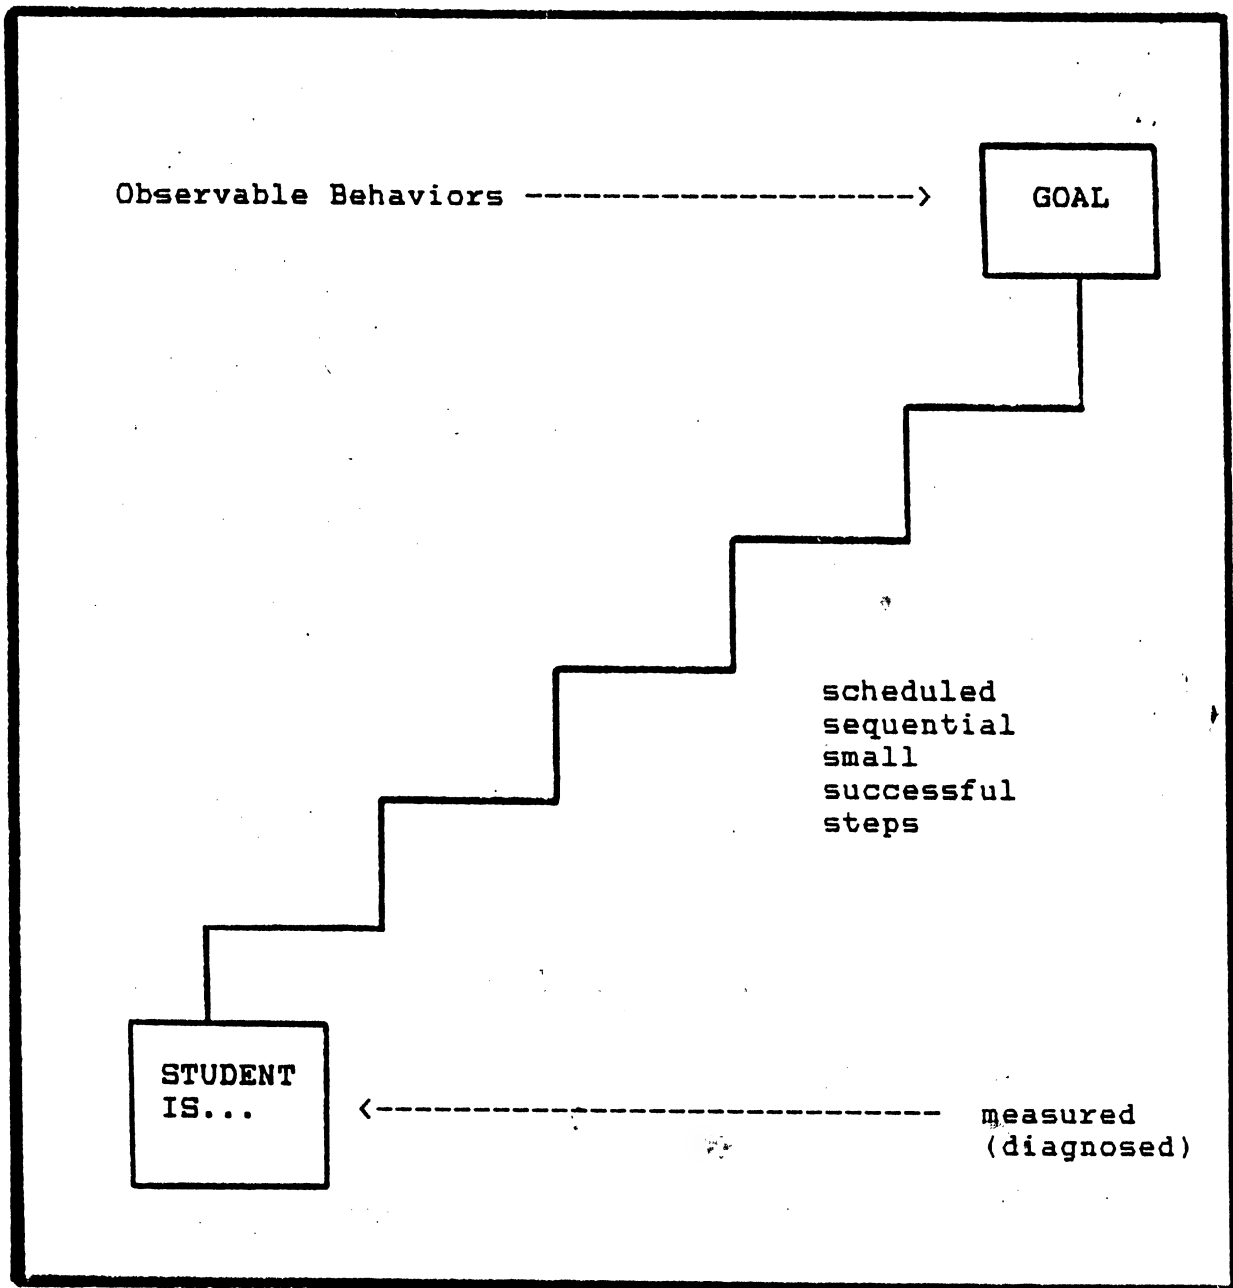 Observable Behaviors -------------------->
GOAL
scheduled
sequential
small
successful
steps
STUDENT
IS...
<----------------------------- measured
(diagnosed)